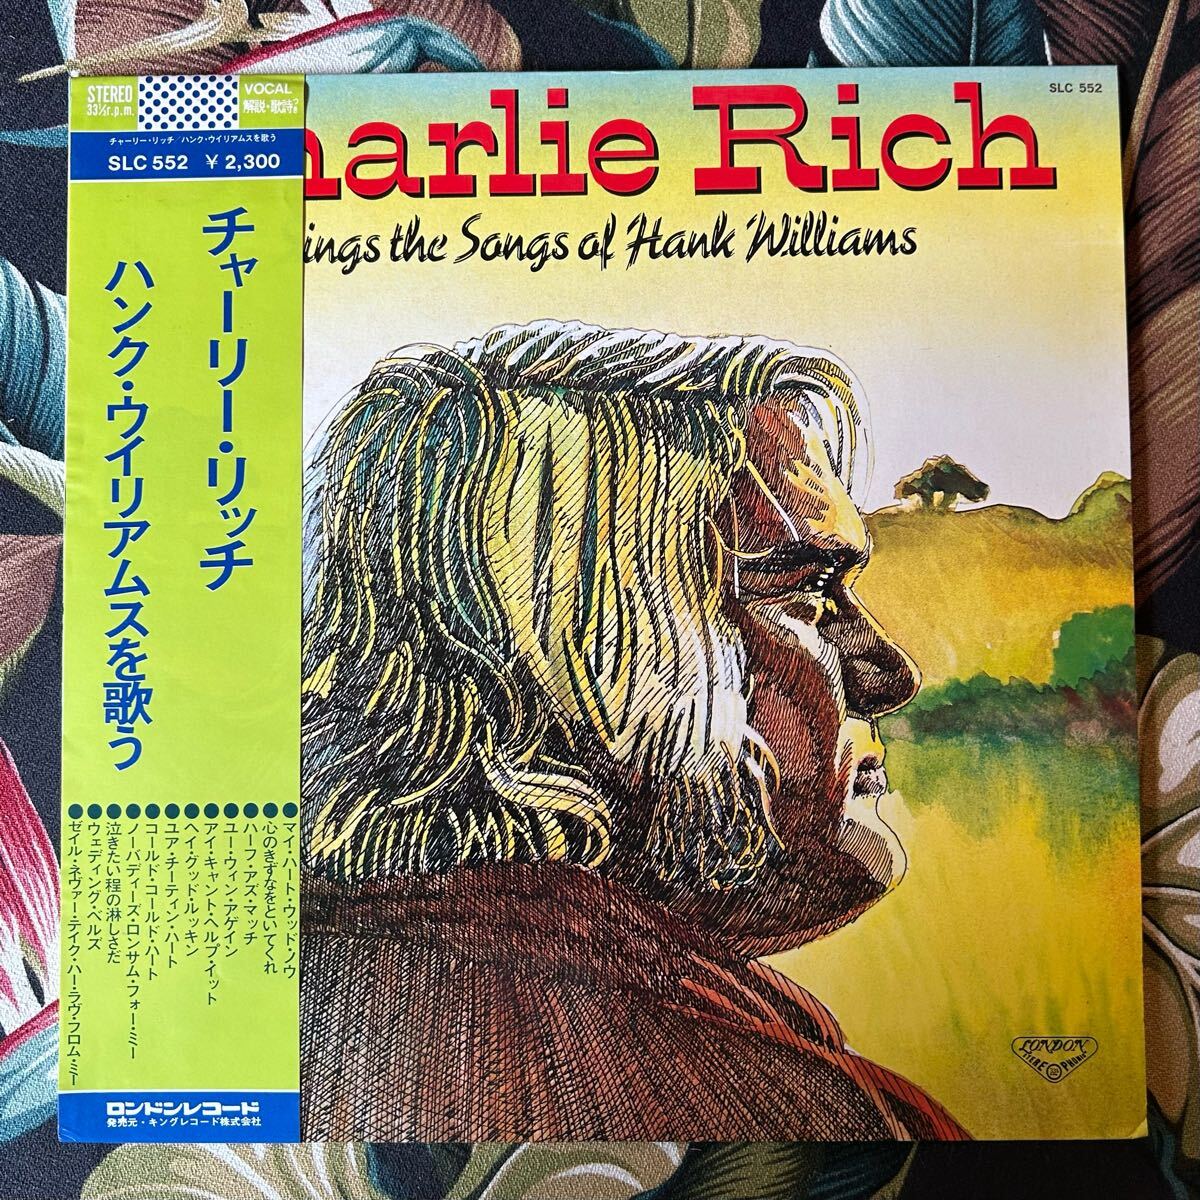 STEREO
33⅓r.p.m.
VOCAL
解説・歌詩つき
チャーリー・リッチ／ハンク・ウイリアムスを歌う
SLC 552 ￥2,300
チャーリー・リッチ
ハンク・ウイリアムスを歌う
●マイ・ハート・ウッド・ノウ
●心のきずなをといてくれ
●ハーフ・アズ・マッチ
●ユー・ウィン・アゲイン
●アイ・キャント・ヘルプ・イット
●ヘイ・グッド・ルッキン
●ユア・チーティン・ハート
●コールド・コールド・ハート
●ノーバディーズ・ロンサム・フォー・ミー
●泣きたい程の淋しさだ
●ウェディング・ベルズ
●ゼイル・ネヴァー・テイク・ハー・ラヴ・フロム・ミー
ロンドンレコード
発売元・キングレコード株式会社
SLC 552
harlie Rich
ings the Songs of Hank Williams
LONDON
STEREO PHONIC